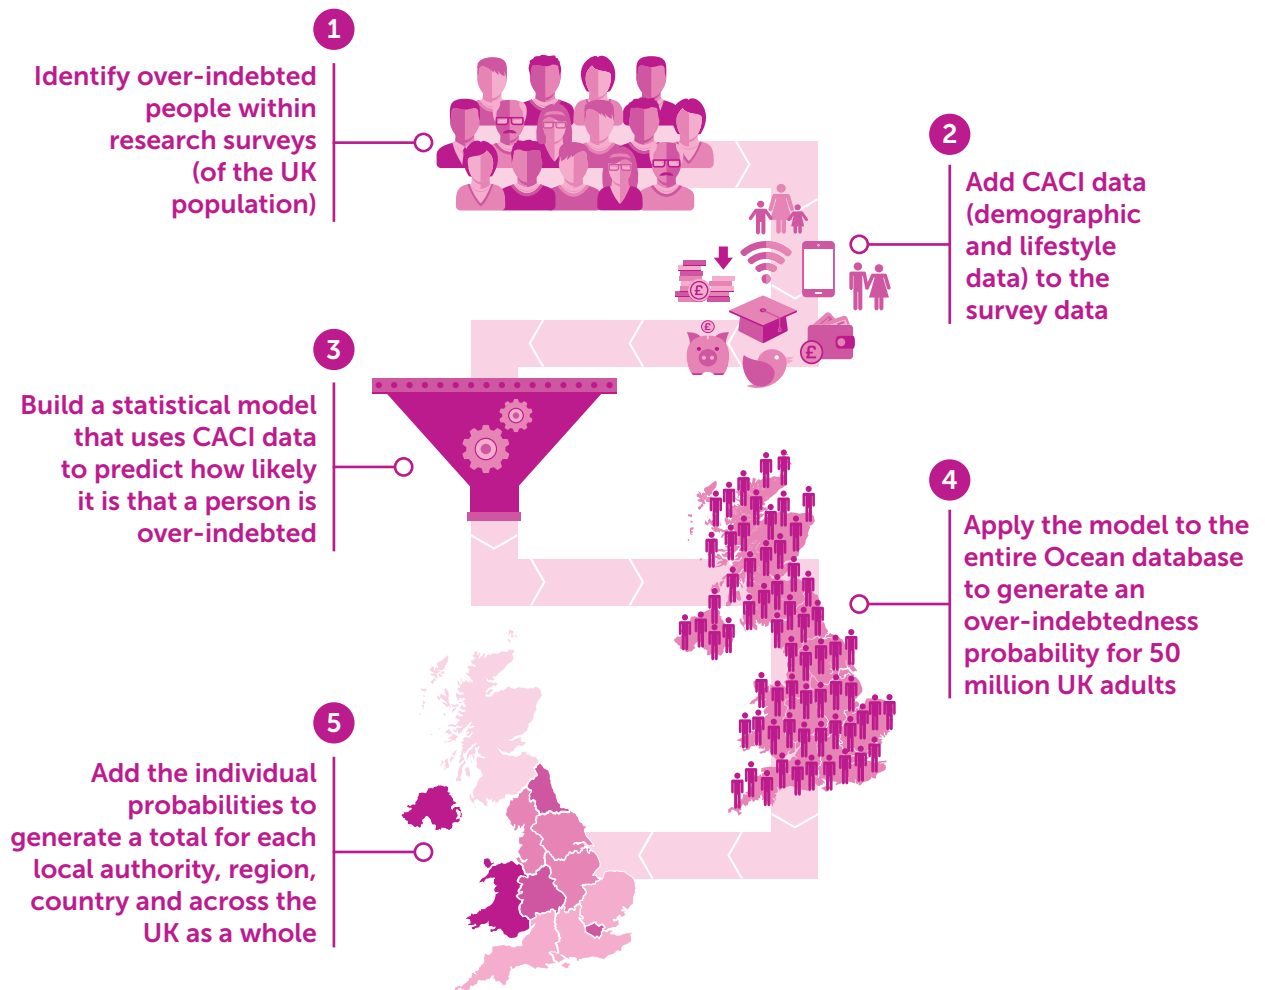 1
Identify over-indebted
people within
research surveys
(of the UK
population)
2
Add CACI data
(demographic
and lifestyle
data) to the
survey data
£
£
£
3
Build a statistical model
that uses CACI data
to predict how likely
it is that a person is
over-indebted
4
Apply the model to the
entire Ocean database
to generate an
over-indebtedness
probability for 50
million UK adults
5
Add the individual
probabilities to
generate a total for each
local authority, region,
country and across the
UK as a whole